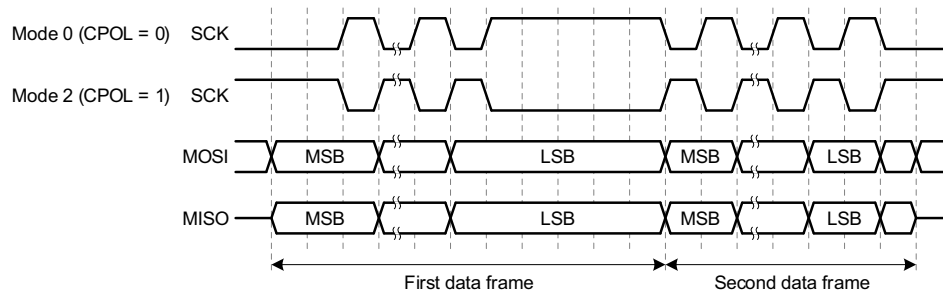 Mode 0 (CPOL = 0) SCK
Mode 2 (CPOL = 1) SCK
MOSI MSB LSB MSB LSB
MISO MSB LSB MSB LSB
First data frame Second data frame